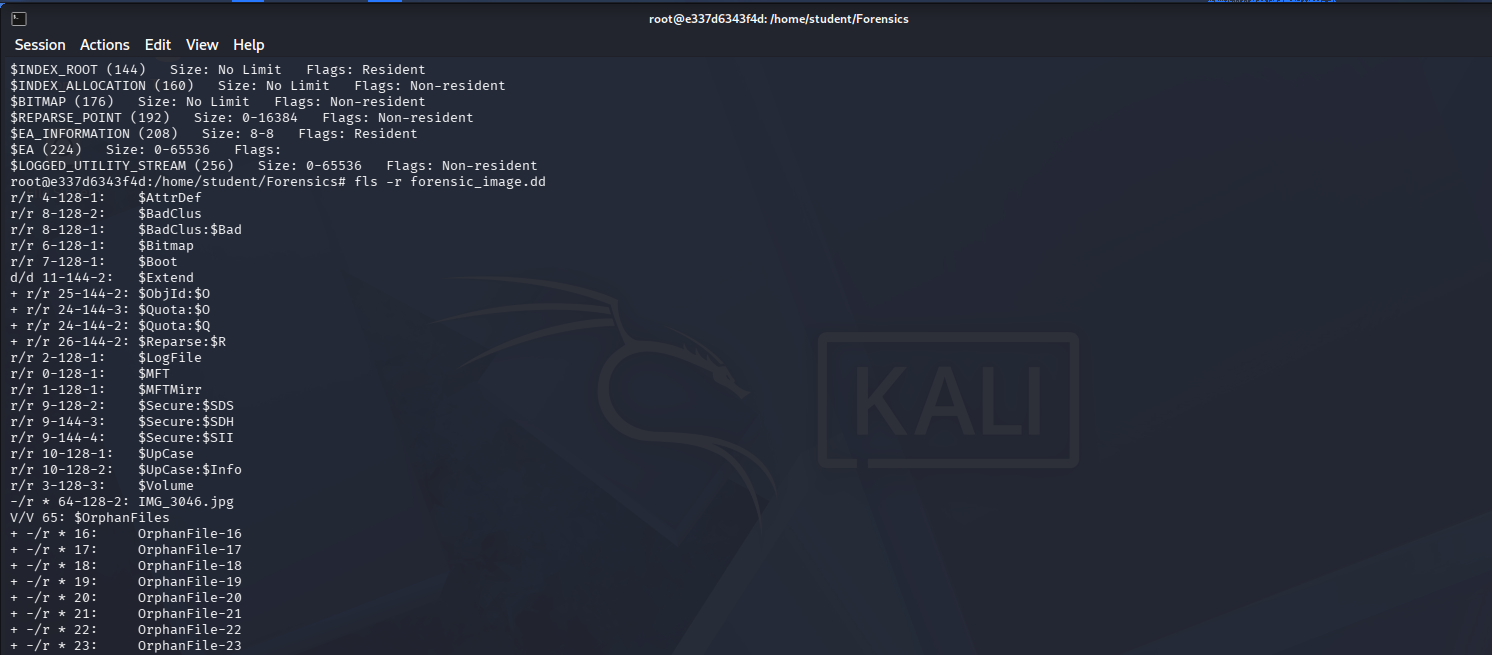 root@e337d6343f4d: /home/student/Forensics
Session Actions Edit View Help
$INDEX_ROOT (144)   Size: No Limit   Flags: Resident
$INDEX_ALLOCATION (160)   Size: No Limit   Flags: Non-resident
$BITMAP (176)   Size: No Limit   Flags: Non-resident
$REPARSE_POINT (192)   Size: 0-16384   Flags: Non-resident
$EA_INFORMATION (208)   Size: 8-8   Flags: Resident
$EA (224)   Size: 0-65536   Flags:
$LOGGED_UTILITY_STREAM (256)   Size: 0-65536   Flags: Non-resident
root@e337d6343f4d:/home/student/Forensics# fls -r forensic_image.dd
r/r 4-128-1:    $AttrDef
r/r 8-128-2:    $BadClus
r/r 8-128-1:    $BadClus:$Bad
r/r 6-128-1:    $Bitmap
r/r 7-128-1:    $Boot
d/d 11-144-2:   $Extend
+ r/r 25-144-2: $ObjId:$O
+ r/r 24-144-3: $Quota:$O
+ r/r 24-144-2: $Quota:$Q
+ r/r 26-144-2: $Reparse:$R
r/r 2-128-1:    $LogFile
r/r 0-128-1:    $MFT
r/r 1-128-1:    $MFTMirr
r/r 9-128-2:    $Secure:$SDS
r/r 9-144-3:    $Secure:$SDH
r/r 9-144-4:    $Secure:$SII
r/r 10-128-1:   $UpCase
r/r 10-128-2:   $UpCase:$Info
r/r 3-128-3:    $Volume
-/r * 64-128-2: IMG_3046.jpg
V/V 65: $OrphanFiles
+ -/r * 16:     OrphanFile-16
+ -/r * 17:     OrphanFile-17
+ -/r * 18:     OrphanFile-18
+ -/r * 19:     OrphanFile-19
+ -/r * 20:     OrphanFile-20
+ -/r * 21:     OrphanFile-21
+ -/r * 22:     OrphanFile-22
+ -/r * 23:     OrphanFile-23
KALI